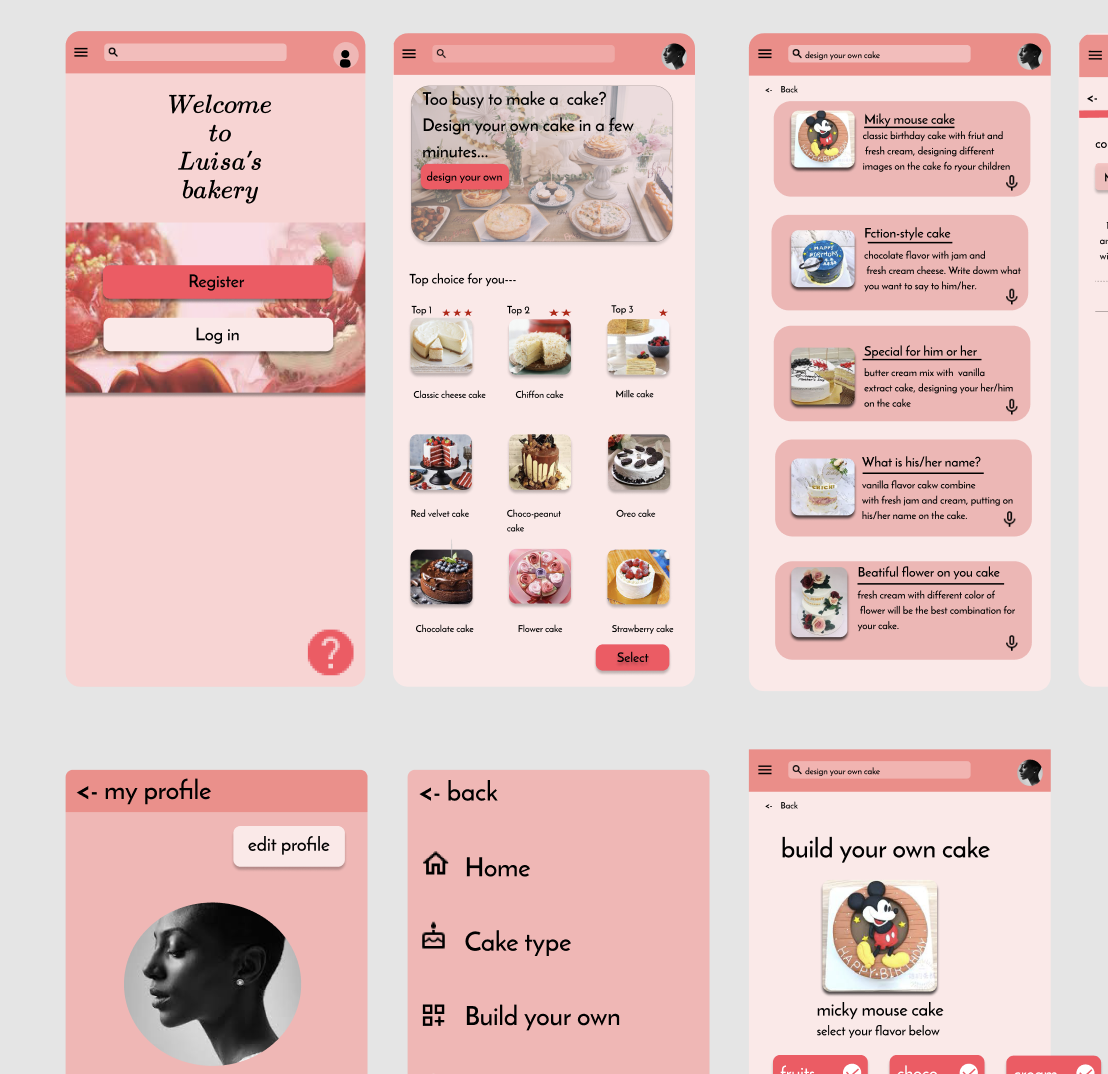 Welcome
to
Luisa's
bakery
Register
Log in
?
Too busy to make a cake?
Design your own cake in a few
minutes...
design your own
Top choice for you---
Top 1
Top 2
Top 3
Classic cheese cake
Chiffon cake
Mille cake
Red velvet cake
Choco-peanut
cake
Oreo cake
Chocolate cake
Flower cake
Strawberry cake
Select
design your own cake
<- Back
Miky mouse cake
classic birthday cake with friut and
fresh cream, designing different
images on the cake fo ryour children
HAPPY
BIRTHDAY
Fction-style cake
chocolate flavor with jam and
fresh cream cheese. Write dowm what
you want to say to him/her.
Special for him or her
butter cream mix with vanilla
extract cake, designing your her/him
on the cake
What is his/her name?
vanilla flavor cakw combine
with fresh jam and cream, putting on
his/her name on the cake.
Beatiful flower on you cake
fresh cream with different color of
flower will be the best combination for
your cake.
<-
co
<- my profile
edit profile
<- back
Home
Cake type
Build your own
design your own cake
<- Back
build your own cake
HAPPY BIRTHDAY
micky mouse cake
select your flavor below
fruits
choco
cream